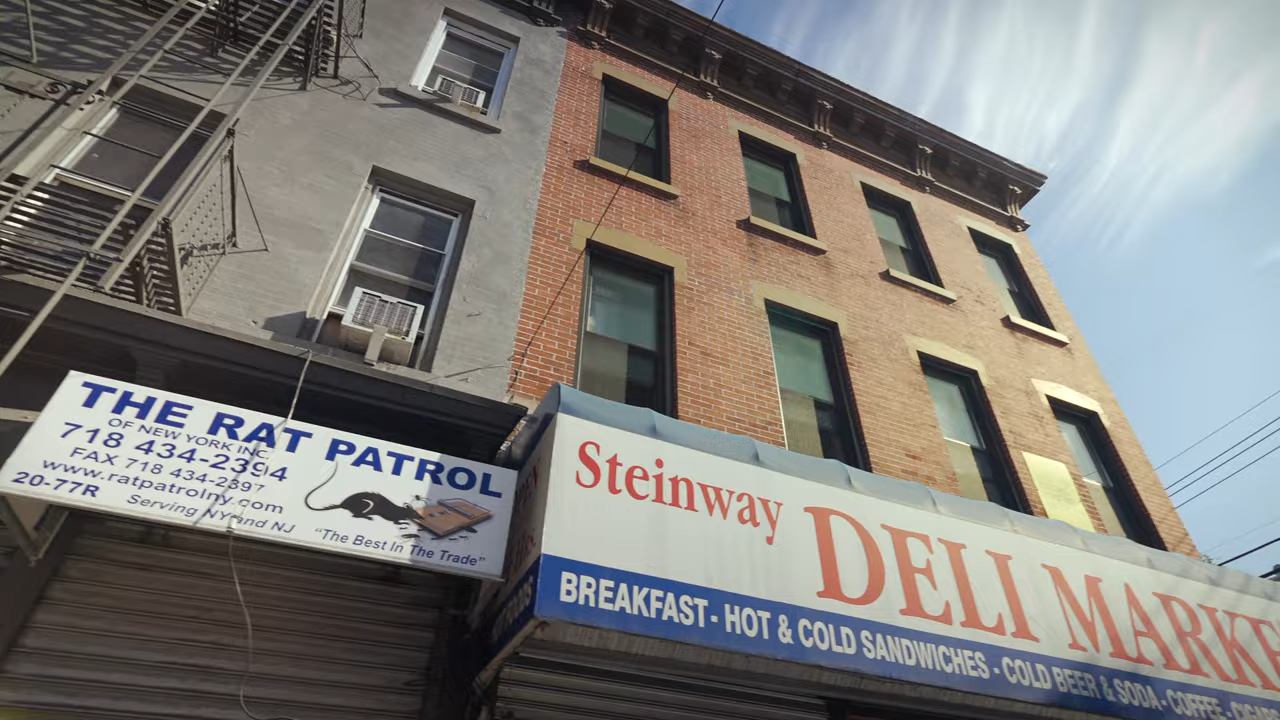 THE RAT PATROL
OF NEW YORK INC.
718 434-2394
FAX 718 434-2397
www.ratpatrolny.com
20-77R
Serving NY and NJ
"The Best In The Trade"
Steinway
DELI MARKE
BREAKFAST - HOT & COLD SANDWICHES - COLD BEER & SODA - COFFEE -